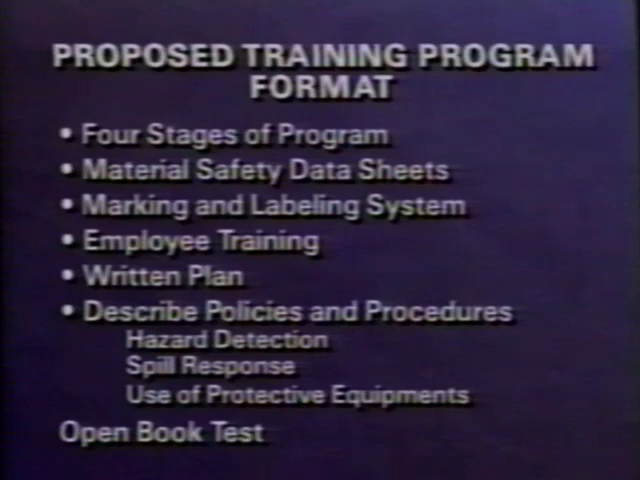 PROPOSED TRAINING PROGRAM
FORMAT
• Four Stages of Program
• Material Safety Data Sheets
• Marking and Labeling System
• Employee Training
• Written Plan
• Describe Policies and Procedures
Hazard Detection
Spill Response
Use of Protective Equipments
Open Book Test